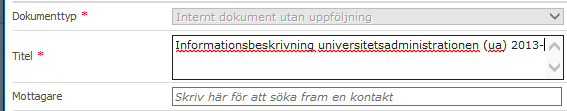 Dokumenttyp * Internt dokument utan uppföljning
Titel * Informationsbeskrivning universitetsadministrationen (ua) 2013-
Mottagare Skriv här för att söka fram en kontakt